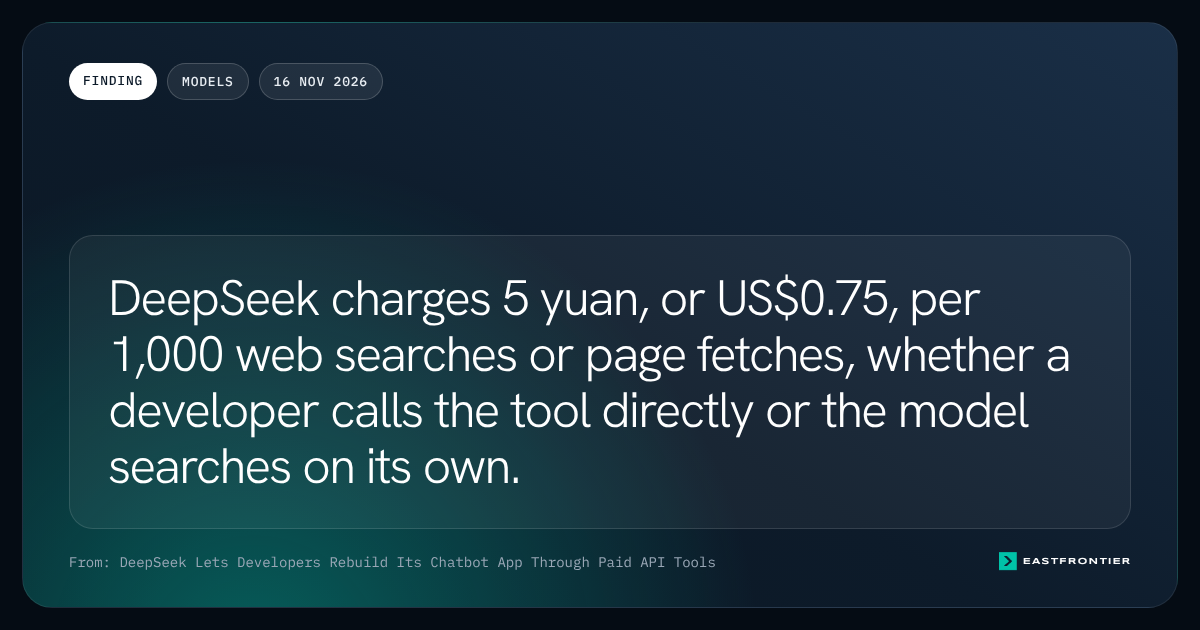 FINDING
MODELS
16 NOV 2026
DeepSeek charges 5 yuan, or US$0.75, per
1,000 web searches or page fetches, whether a
developer calls the tool directly or the model
searches on its own.
From: DeepSeek Lets Developers Rebuild Its Chatbot App Through Paid API Tools
EASTFRONTIER